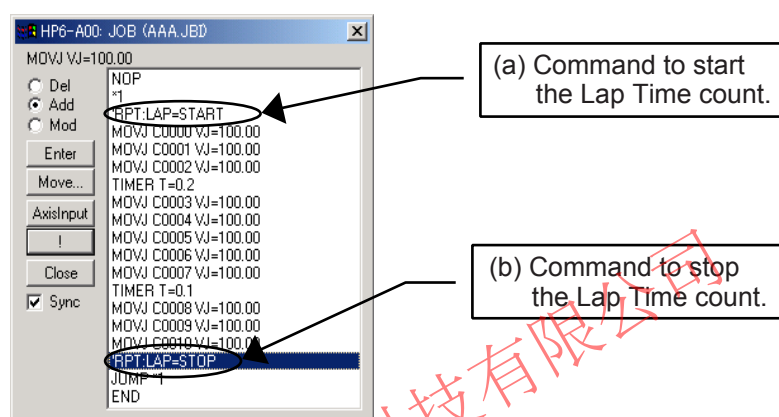 HP6-A00: JOB (AAA.JBI)
MOVJ VJ=100.00
Del
Add
Mod
Enter
Move...
AxisInput
!
Close
Sync
NOP
*1
'RPT:LAP=START
MOVJ C0000 VJ=100.00
MOVJ C0001 VJ=100.00
MOVJ C0002 VJ=100.00
TIMER T=0.2
MOVJ C0003 VJ=100.00
MOVJ C0004 VJ=100.00
MOVJ C0005 VJ=100.00
MOVJ C0006 VJ=100.00
MOVJ C0007 VJ=100.00
TIMER T=0.1
MOVJ C0008 VJ=100.00
MOVJ C0009 VJ=100.00
MOVJ C0010 VJ=100.00
'RPT:LAP=STOP
JUMP *1
END
(a) Command to start
the Lap Time count.
(b) Command to stop
the Lap Time count.
技有限公司